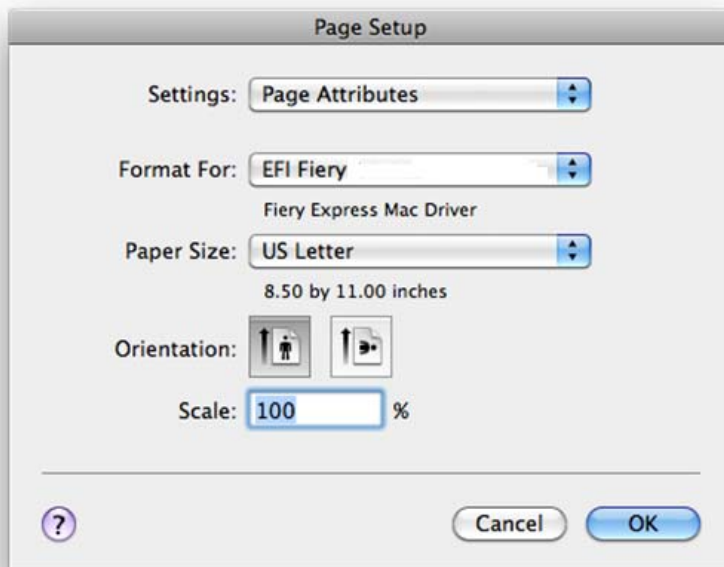 Page Setup
Settings: Page Attributes
Format For: EFI Fiery
Fiery Express Mac Driver
Paper Size: US Letter
8.50 by 11.00 inches
Orientation:
Scale: 100 %
? Cancel OK